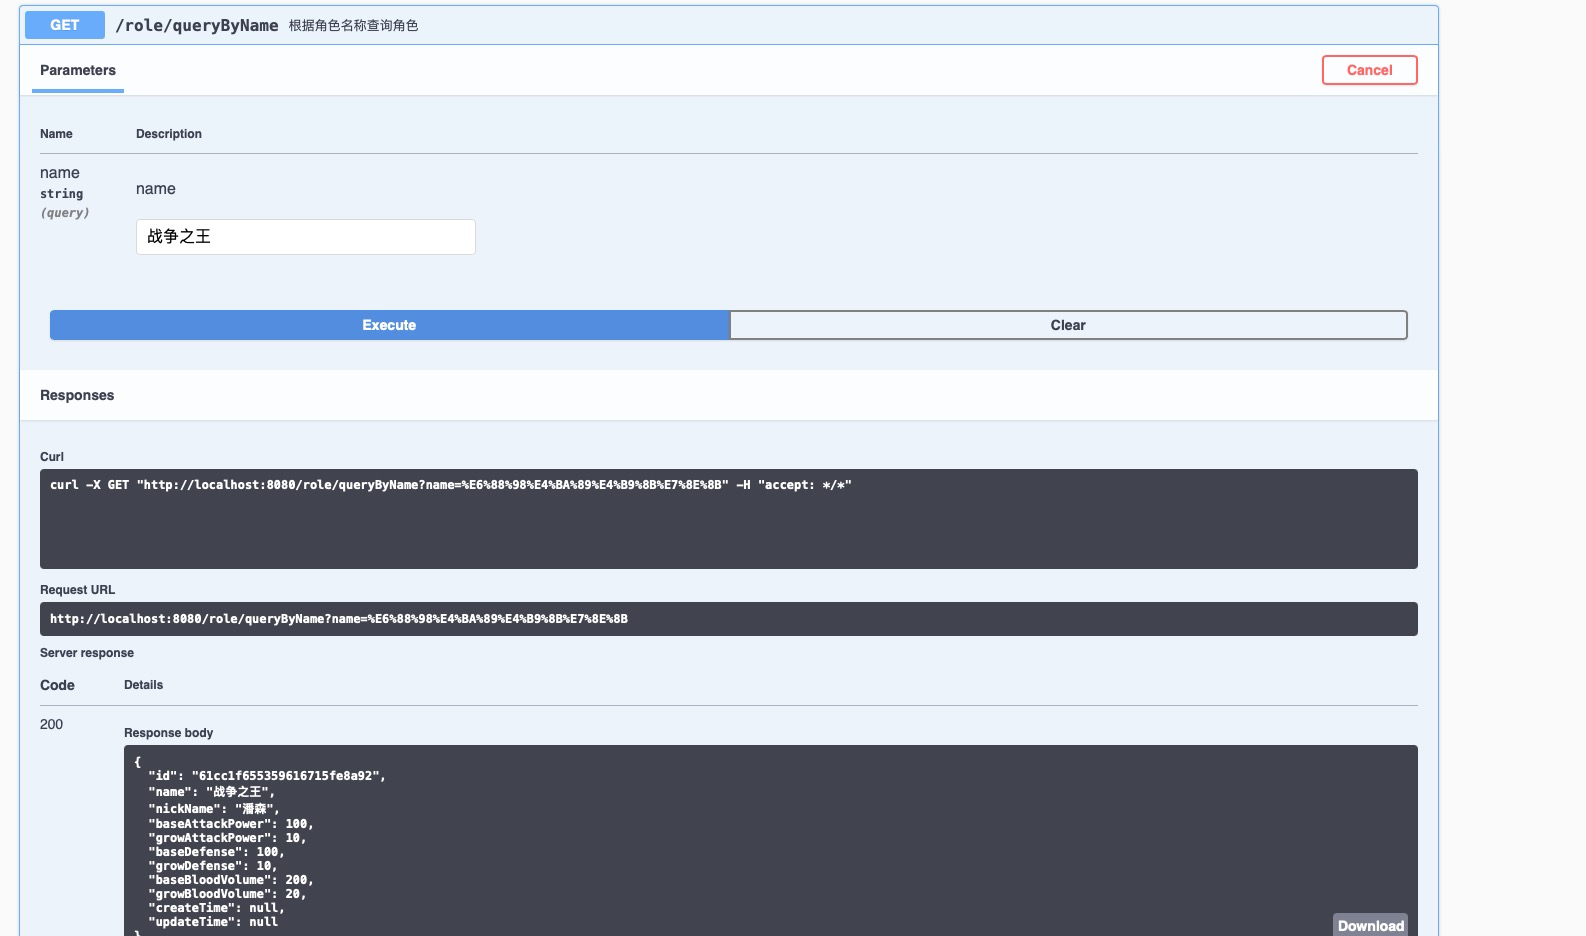 GET /role/queryByName 根据角色名称查询角色
Parameters
Cancel
Name Description
name
string
(query)
name
战争之王
Execute
Clear
Responses
Curl
curl -X GET "http://localhost:8080/role/queryByName?name=%E6%88%98%E4%BA%89%E4%B9%8B%E7%8E%8B" -H "accept: */*"
Request URL
http://localhost:8080/role/queryByName?name=%E6%88%98%E4%BA%89%E4%B9%8B%E7%8E%8B
Server response
Code Details
200
Response body
{
"id": "61cc1f655359616715fe8a92",
"name": "战争之王",
"nickName": "潘森",
"baseAttackPower": 100,
"growAttackPower": 10,
"baseDefense": 100,
"growDefense": 10,
"baseBloodVolume": 200,
"growBloodVolume": 20,
"createTime": null,
"updateTime": null
}
Download